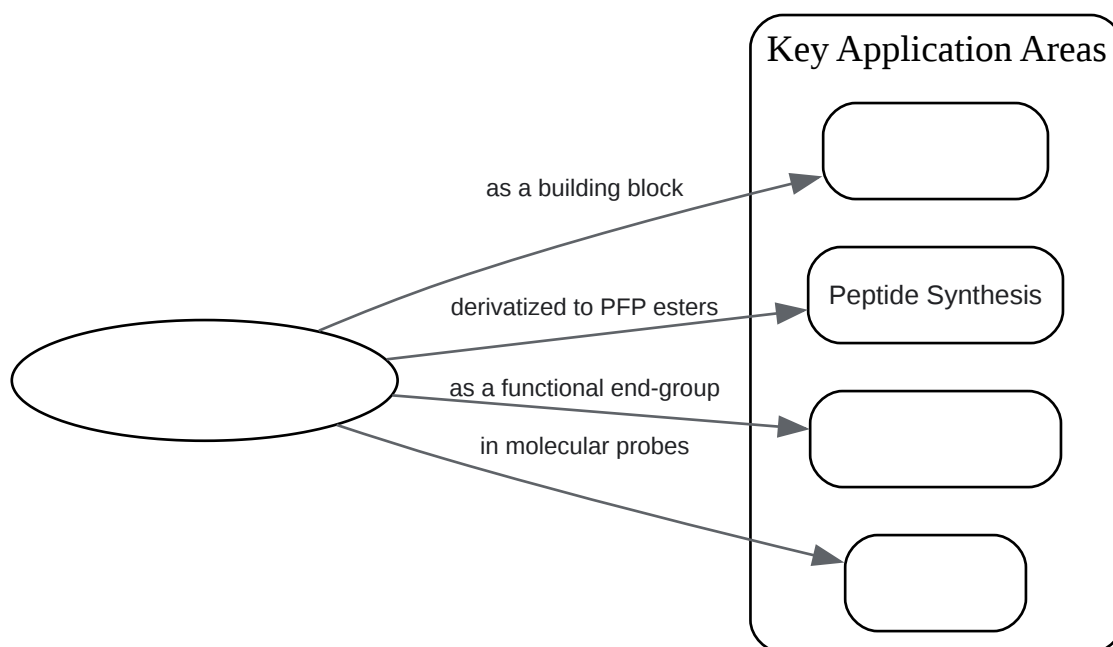 Key Application Areas
as a building block
derivatized to PFP esters
Peptide Synthesis
as a functional end-group
in molecular probes